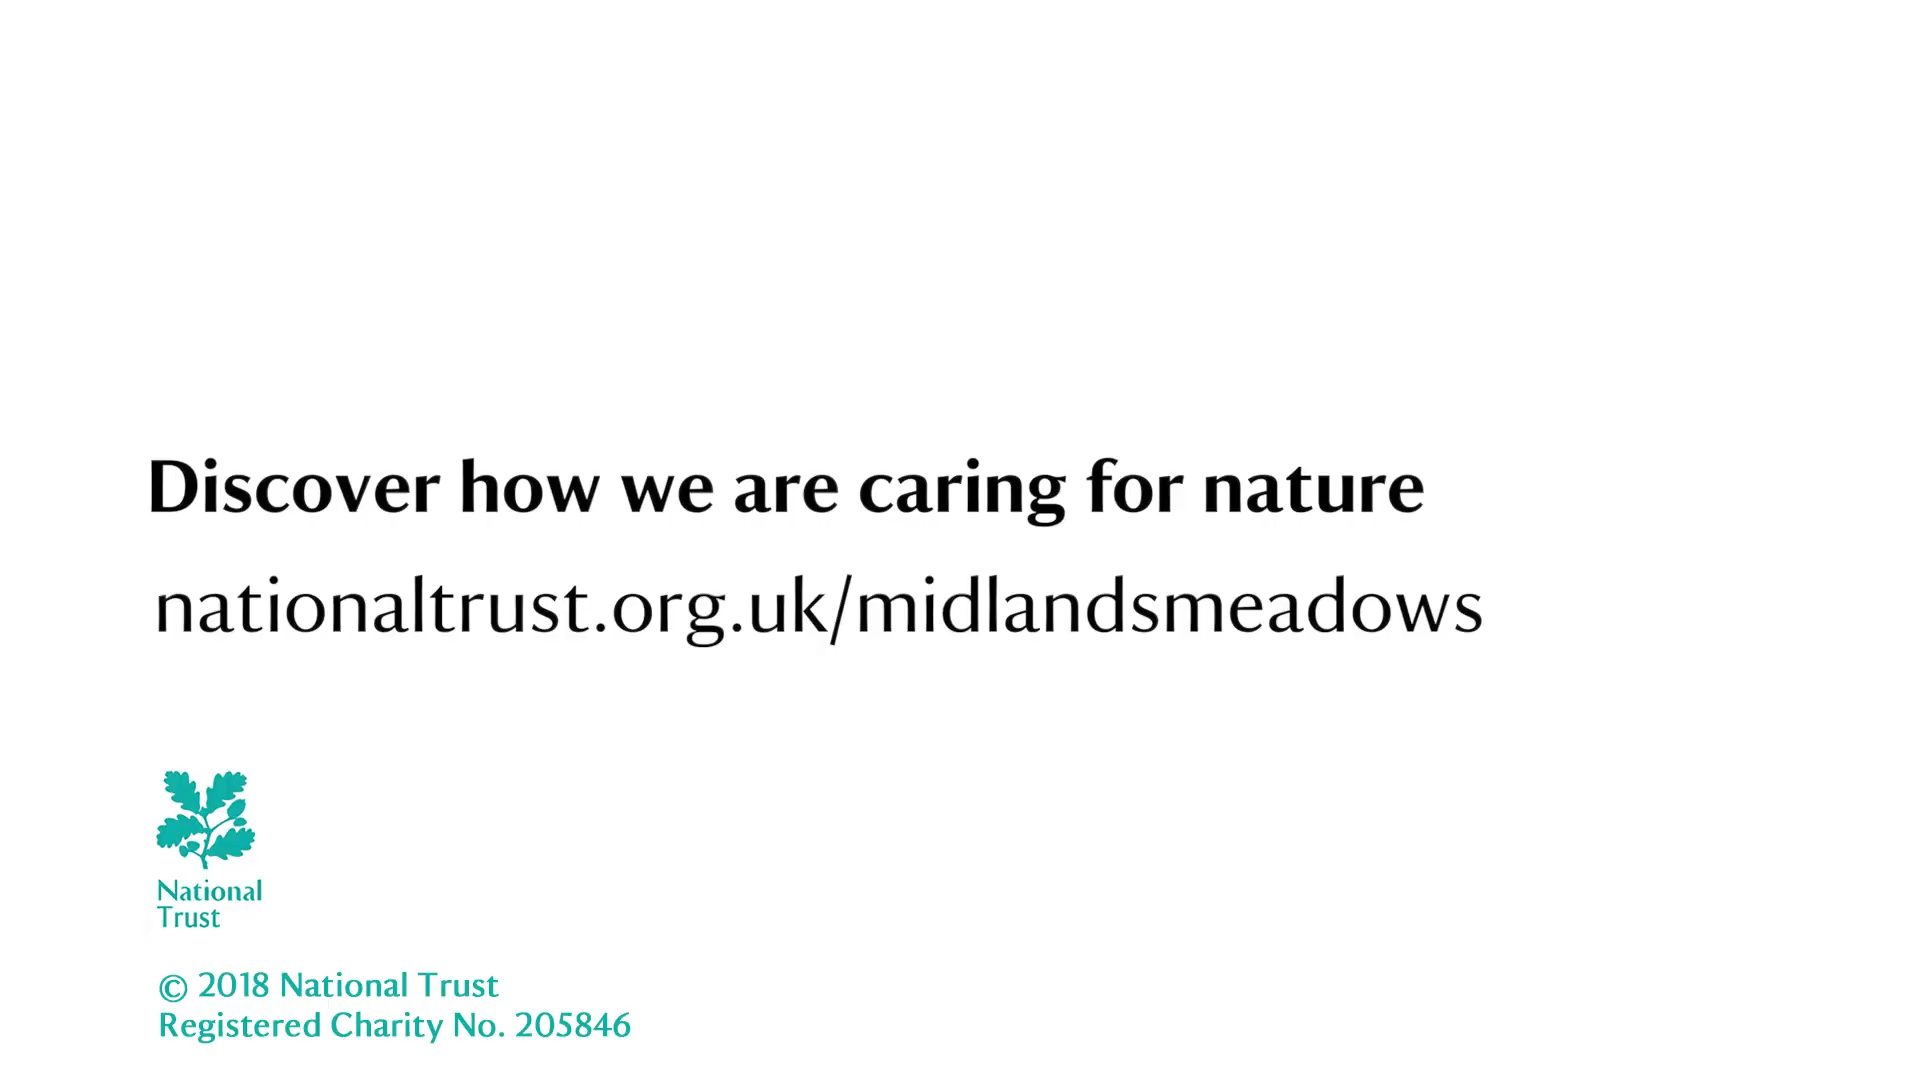 Discover how we are caring for nature
nationaltrust.org.uk/midlandsmeadows
National
Trust
© 2018 National Trust
Registered Charity No. 205846